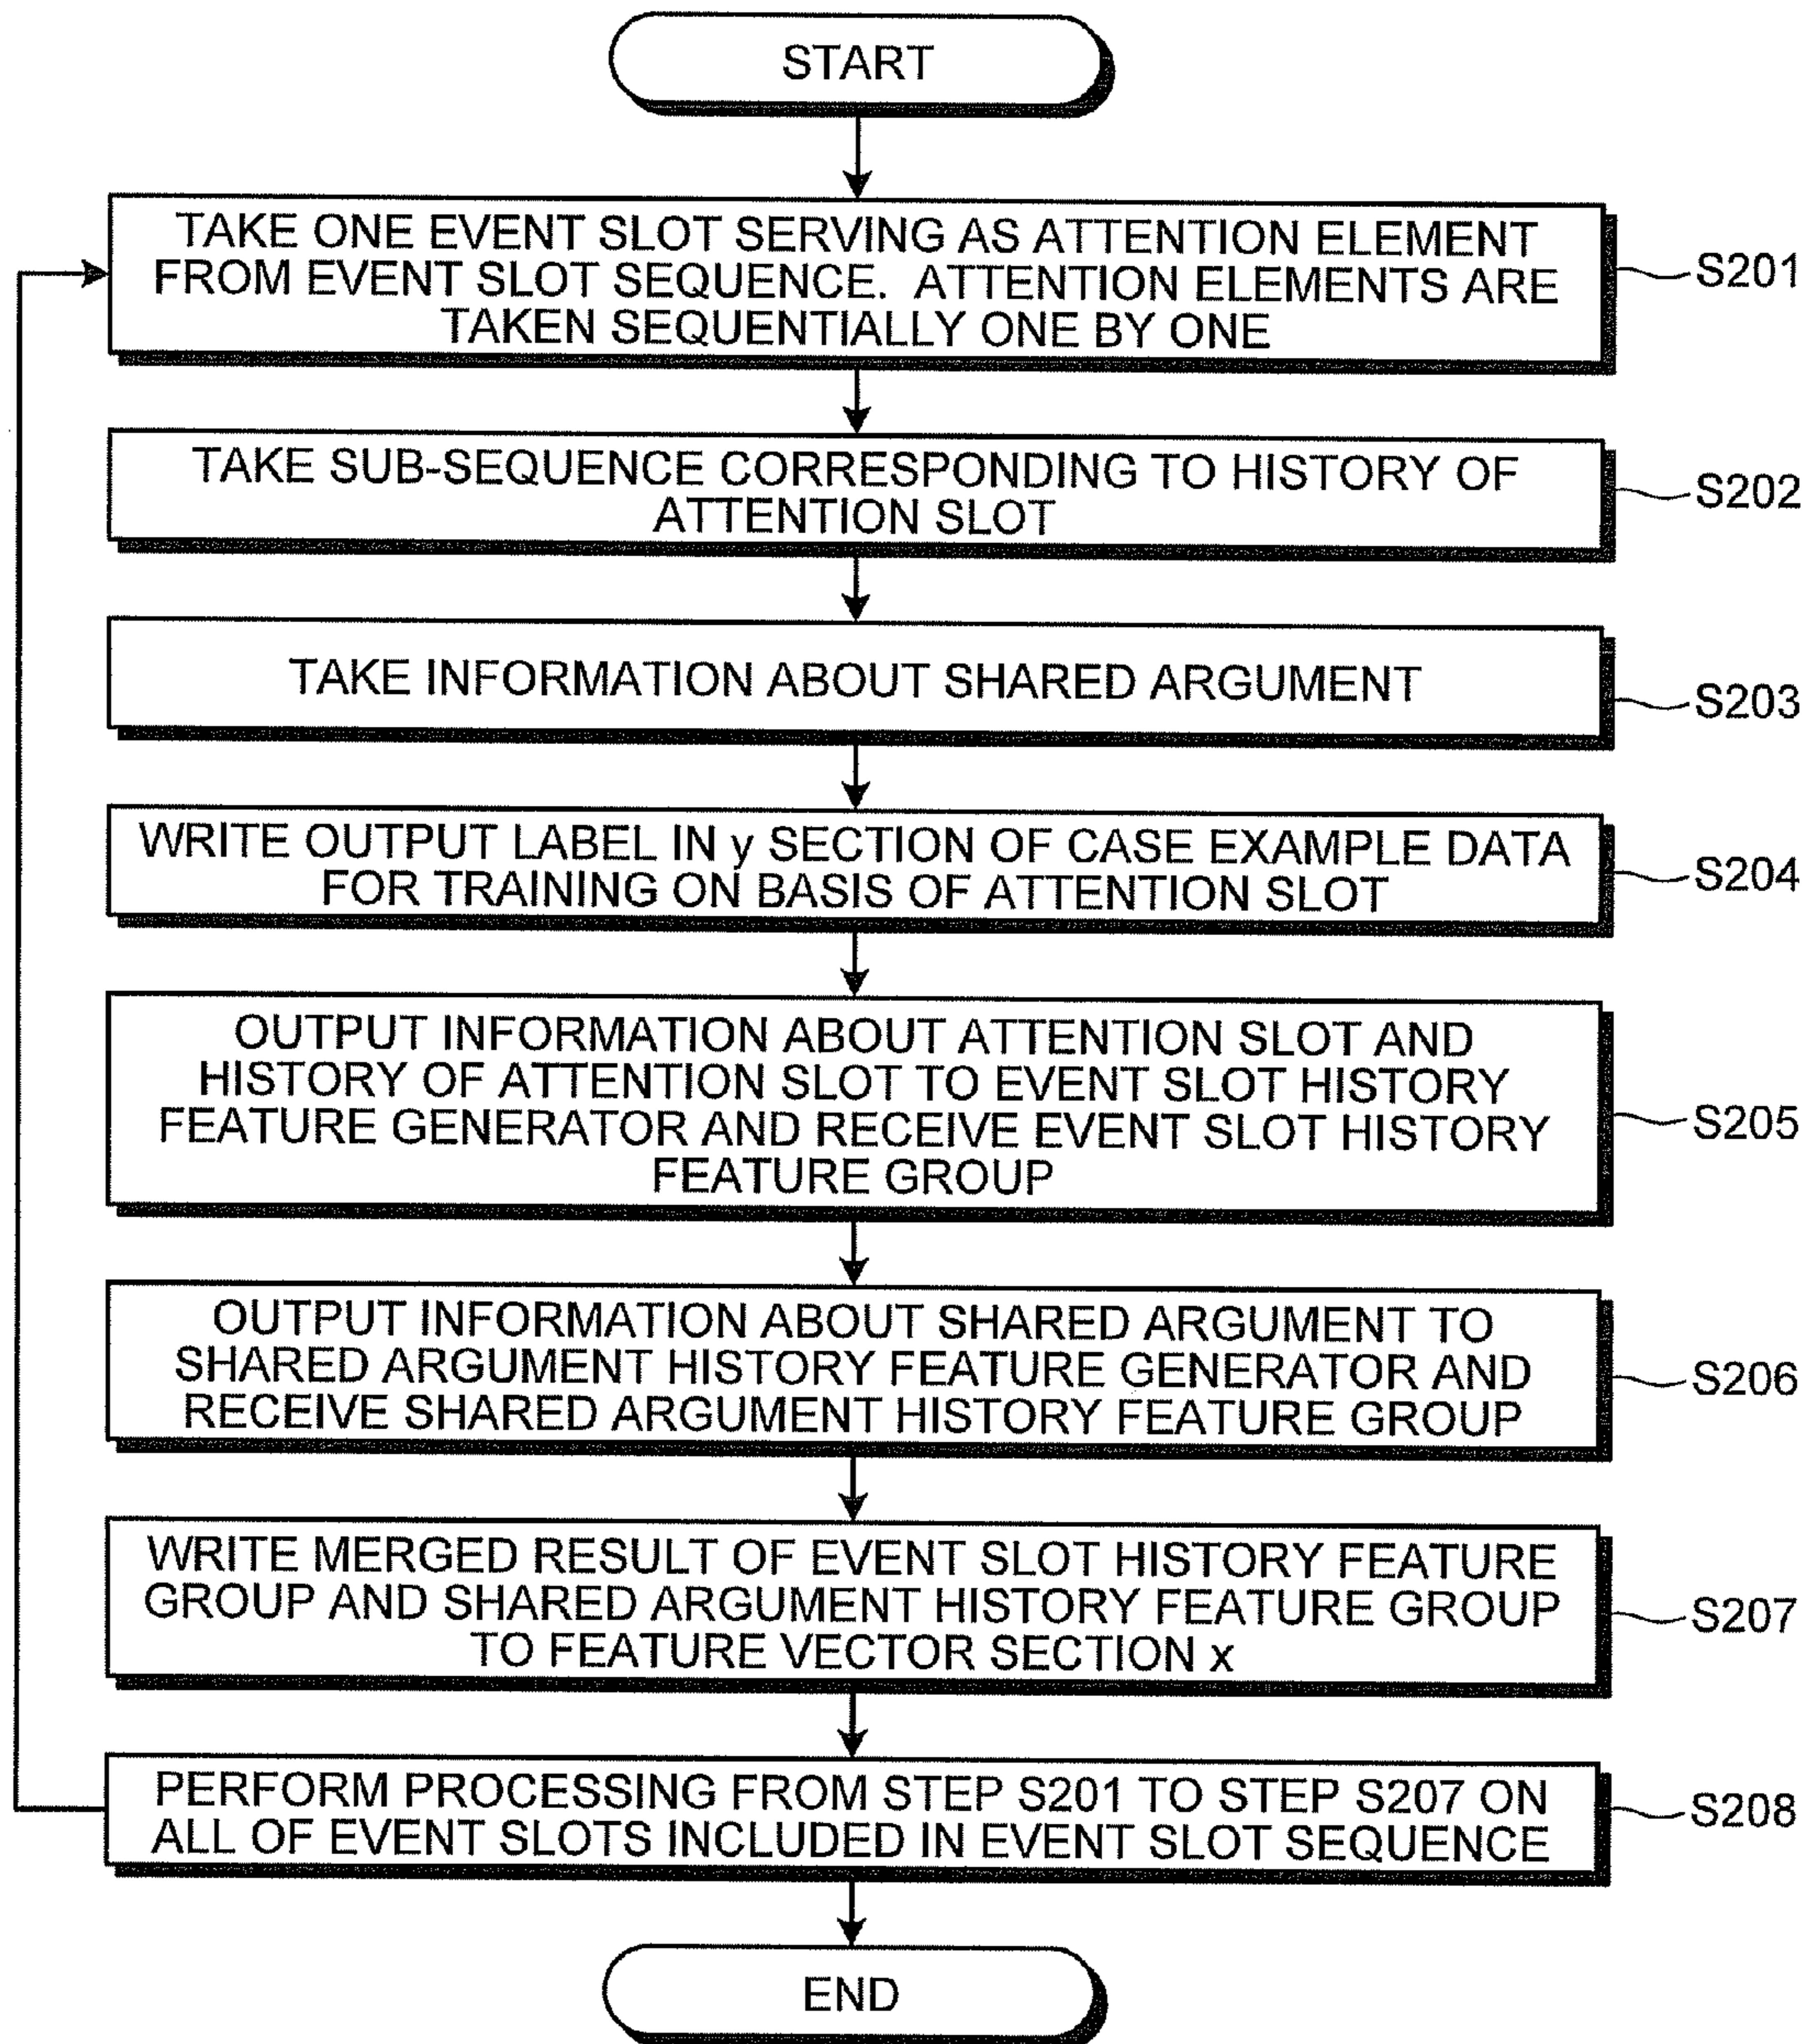 START
TAKE ONE EVENT SLOT SERVING AS ATTENTION ELEMENT
FROM EVENT SLOT SEQUENCE. ATTENTION ELEMENTS ARE
TAKEN SEQUENTIALLY ONE BY ONE
S201
TAKE SUB-SEQUENCE CORRESPONDING TO HISTORY OF
ATTENTION SLOT
S202
TAKE INFORMATION ABOUT SHARED ARGUMENT
S203
WRITE OUTPUT LABEL IN y SECTION OF CASE EXAMPLE DATA
FOR TRAINING ON BASIS OF ATTENTION SLOT
S204
OUTPUT INFORMATION ABOUT ATTENTION SLOT AND
HISTORY OF ATTENTION SLOT TO EVENT SLOT HISTORY
FEATURE GENERATOR AND RECEIVE EVENT SLOT HISTORY
FEATURE GROUP
S205
OUTPUT INFORMATION ABOUT SHARED ARGUMENT TO
SHARED ARGUMENT HISTORY FEATURE GENERATOR AND
RECEIVE SHARED ARGUMENT HISTORY FEATURE GROUP
S206
WRITE MERGED RESULT OF EVENT SLOT HISTORY FEATURE
GROUP AND SHARED ARGUMENT HISTORY FEATURE GROUP
TO FEATURE VECTOR SECTION x
S207
PERFORM PROCESSING FROM STEP S201 TO STEP S207 ON
ALL OF EVENT SLOTS INCLUDED IN EVENT SLOT SEQUENCE
S208
END